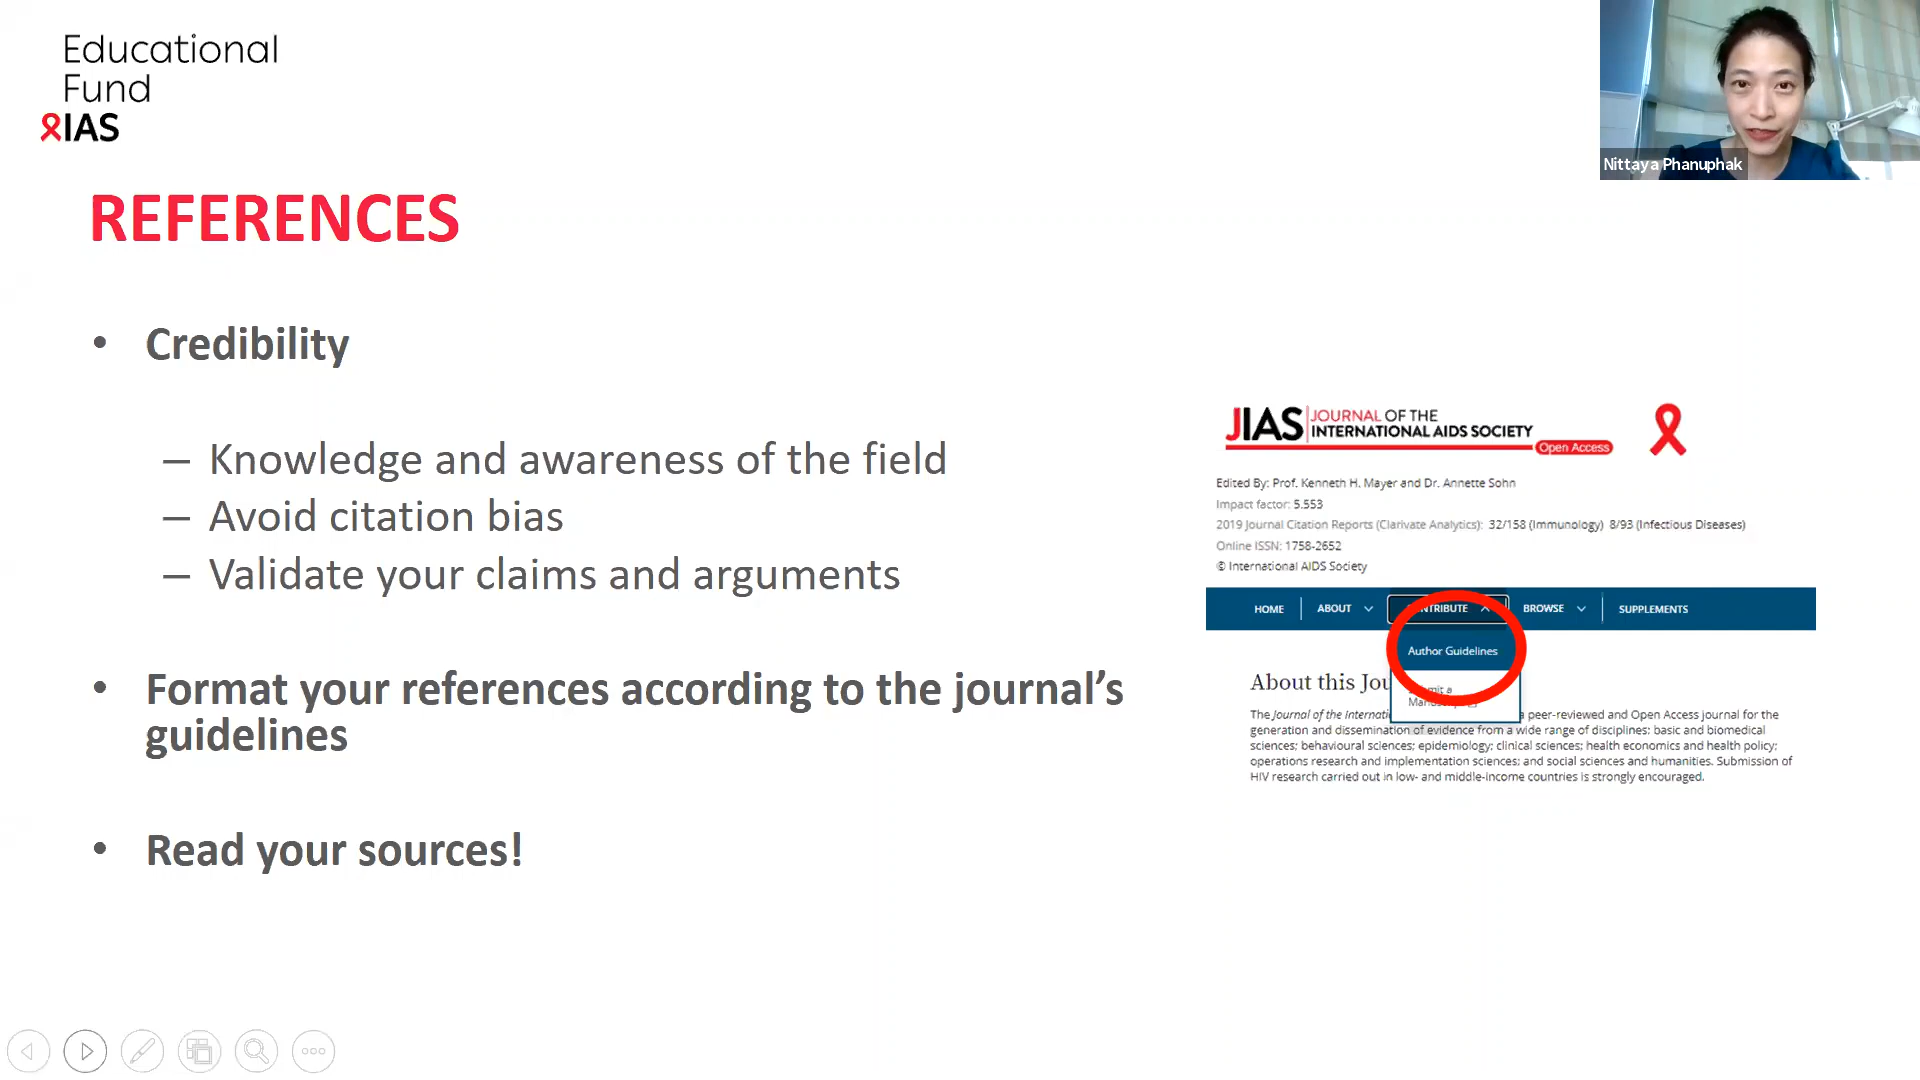 Educational
Fund
IAS
Nittaya Phanuphak
REFERENCES
• Credibility
– Knowledge and awareness of the field
– Avoid citation bias
– Validate your claims and arguments
• Format your references according to the journal’s
guidelines
• Read your sources!
JIAS JOURNAL OF THE
INTERNATIONAL AIDS SOCIETY
Open Access
Edited By: Prof. Kenneth H. Mayer and Dr. Annette Sohn
Impact factor: 5.553
2019 Journal Citation Reports (Clarivate Analytics): 32/158 (Immunology) 8/93 (Infectious Diseases)
Online ISSN: 1758-2652
© International AIDS Society
HOME ABOUT CONTRIBUTE BROWSE SUPPLEMENTS
Author Guidelines
About this Jou
The Journal of the Internati a peer-reviewed and Open Access journal for the
generation and dissemination of evidence from a wide range of disciplines: basic and biomedical
sciences; behavioural sciences; epidemiology; clinical sciences; health economics and health policy;
operations research and implementation sciences; and social sciences and humanities. Submission of
HIV research carried out in low- and middle-income countries is strongly encouraged.